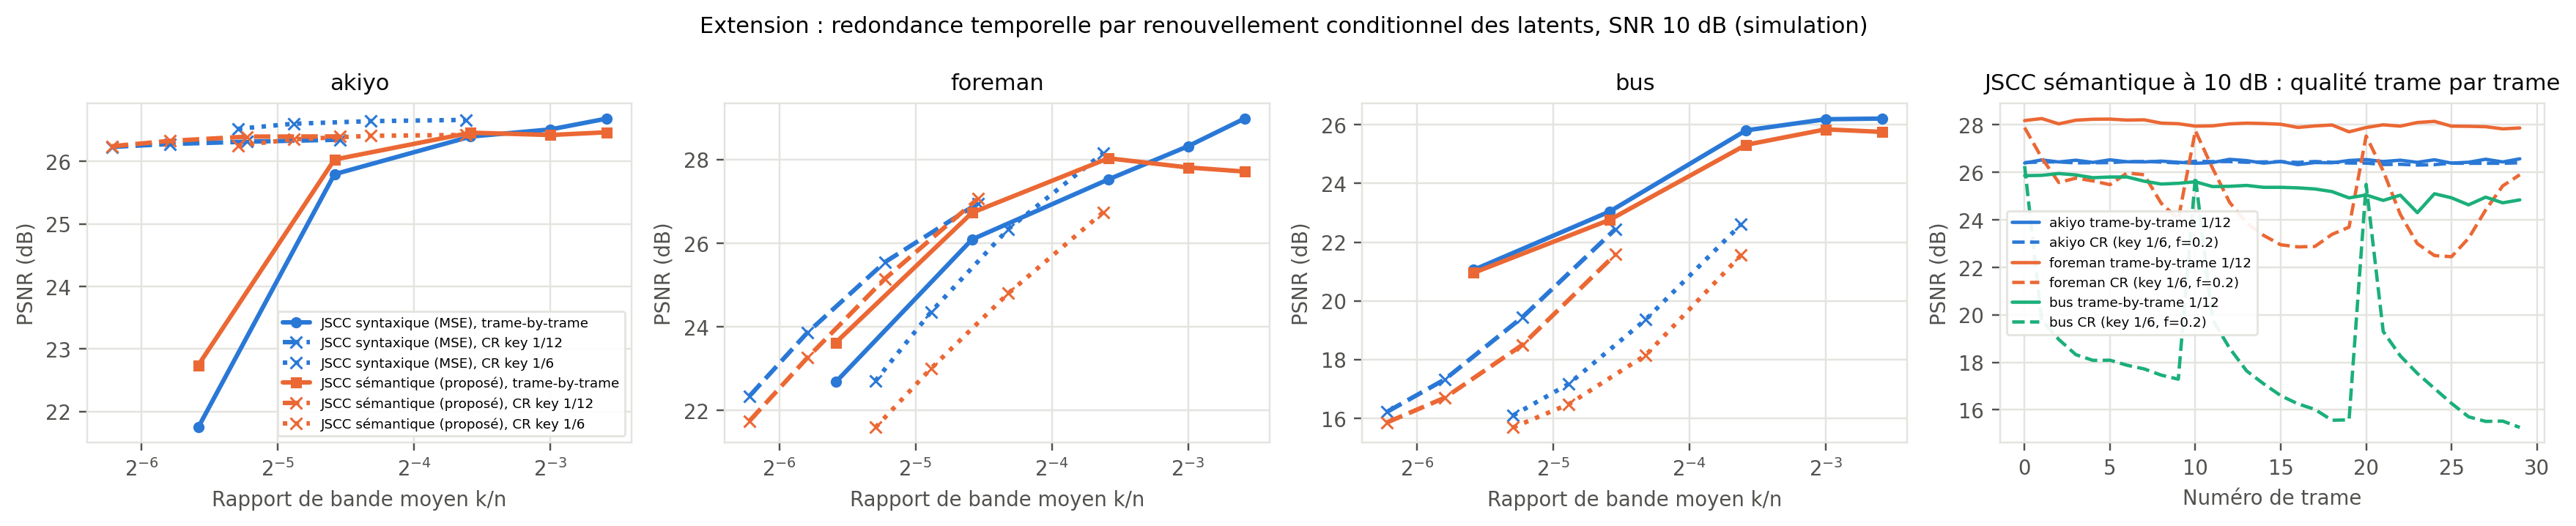 Extension : redondance temporelle par renouvellement conditionnel des latents, SNR 10 dB (simulation)
akiyo
PSNR (dB)
26
25
24
23
22
2⁻⁶
2⁻⁵
2⁻⁴
2⁻³
Rapport de bande moyen k/n
JSCC syntaxique (MSE), trame-by-trame
JSCC syntaxique (MSE), CR key 1/12
JSCC syntaxique (MSE), CR key 1/6
JSCC sémantique (proposé), trame-by-trame
JSCC sémantique (proposé), CR key 1/12
JSCC sémantique (proposé), CR key 1/6
foreman
PSNR (dB)
28
26
24
22
2⁻⁶
2⁻⁵
2⁻⁴
2⁻³
Rapport de bande moyen k/n
bus
PSNR (dB)
26
24
22
20
18
16
2⁻⁶
2⁻⁵
2⁻⁴
2⁻³
Rapport de bande moyen k/n
JSCC sémantique à 10 dB : qualité trame par trame
PSNR (dB)
28
26
24
22
20
18
16
akiyo trame-by-trame 1/12
akiyo CR (key 1/6, f=0.2)
foreman trame-by-trame 1/12
foreman CR (key 1/6, f=0.2)
bus trame-by-trame 1/12
bus CR (key 1/6, f=0.2)
0
5
10
15
20
25
30
Numéro de trame